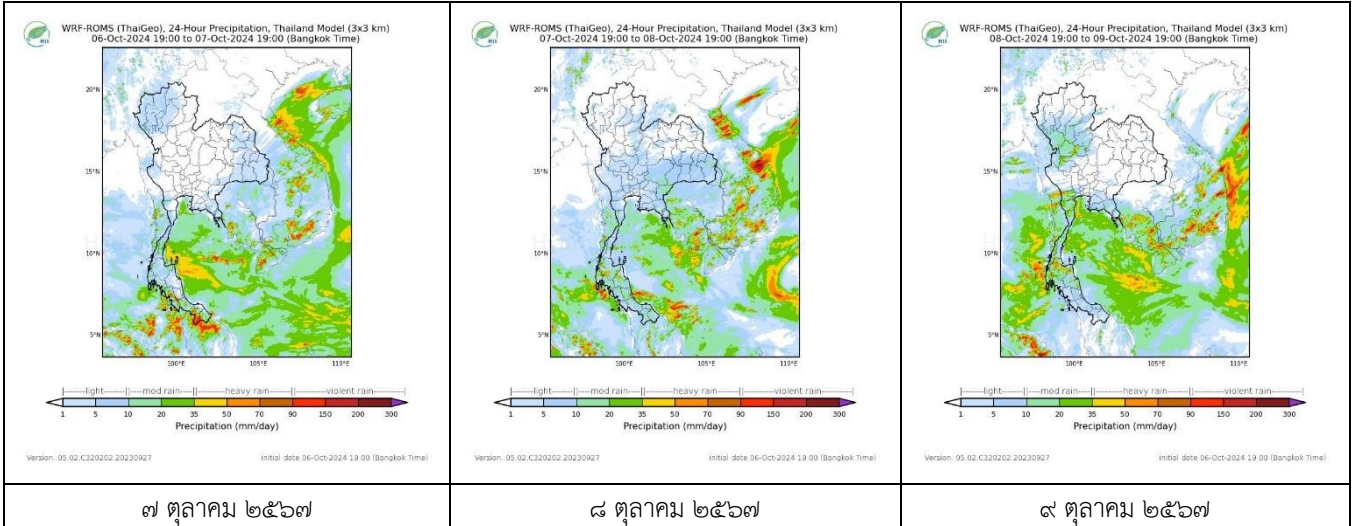 WRF-ROMS (ThaiGeo), 24-Hour Precipitation, Thailand Model (3x3 km)
06-Oct-2024 19:00 to 07-Oct-2024 19:00 (Bangkok Time)
HII
20°N
15°N
10°N
5°N
100°E 105°E 110°E
|-------light--------||----mod rain----||--------heavy rain--------||--------violent rain--------|
1 5 10 20 35 50 70 90 150 200 300
Precipitation (mm/day)
Version: 05.02.C320202.20230927 initial date 06-Oct-2024 19.00 (Bangkok Time)
๗ ตุลาคม ๒๕๖๗
WRF-ROMS (ThaiGeo), 24-Hour Precipitation, Thailand Model (3x3 km)
07-Oct-2024 19:00 to 08-Oct-2024 19:00 (Bangkok Time)
HII
20°N
15°N
10°N
5°N
100°E 105°E 110°E
|-------light--------||----mod rain----||--------heavy rain--------||--------violent rain--------|
1 5 10 20 35 50 70 90 150 200 300
Precipitation (mm/day)
Version: 05.02.C320202.20230927 initial date 06-Oct-2024 19.00 (Bangkok Time)
๘ ตุลาคม ๒๕๖๗
WRF-ROMS (ThaiGeo), 24-Hour Precipitation, Thailand Model (3x3 km)
08-Oct-2024 19:00 to 09-Oct-2024 19:00 (Bangkok Time)
HII
20°N
15°N
10°N
5°N
100°E 105°E 110°E
|-------light--------||----mod rain----||--------heavy rain--------||--------violent rain--------|
1 5 10 20 35 50 70 90 150 200 300
Precipitation (mm/day)
Version: 05.02.C320202.20230927 initial date 06-Oct-2024 19.00 (Bangkok Time)
๙ ตุลาคม ๒๕๖๗